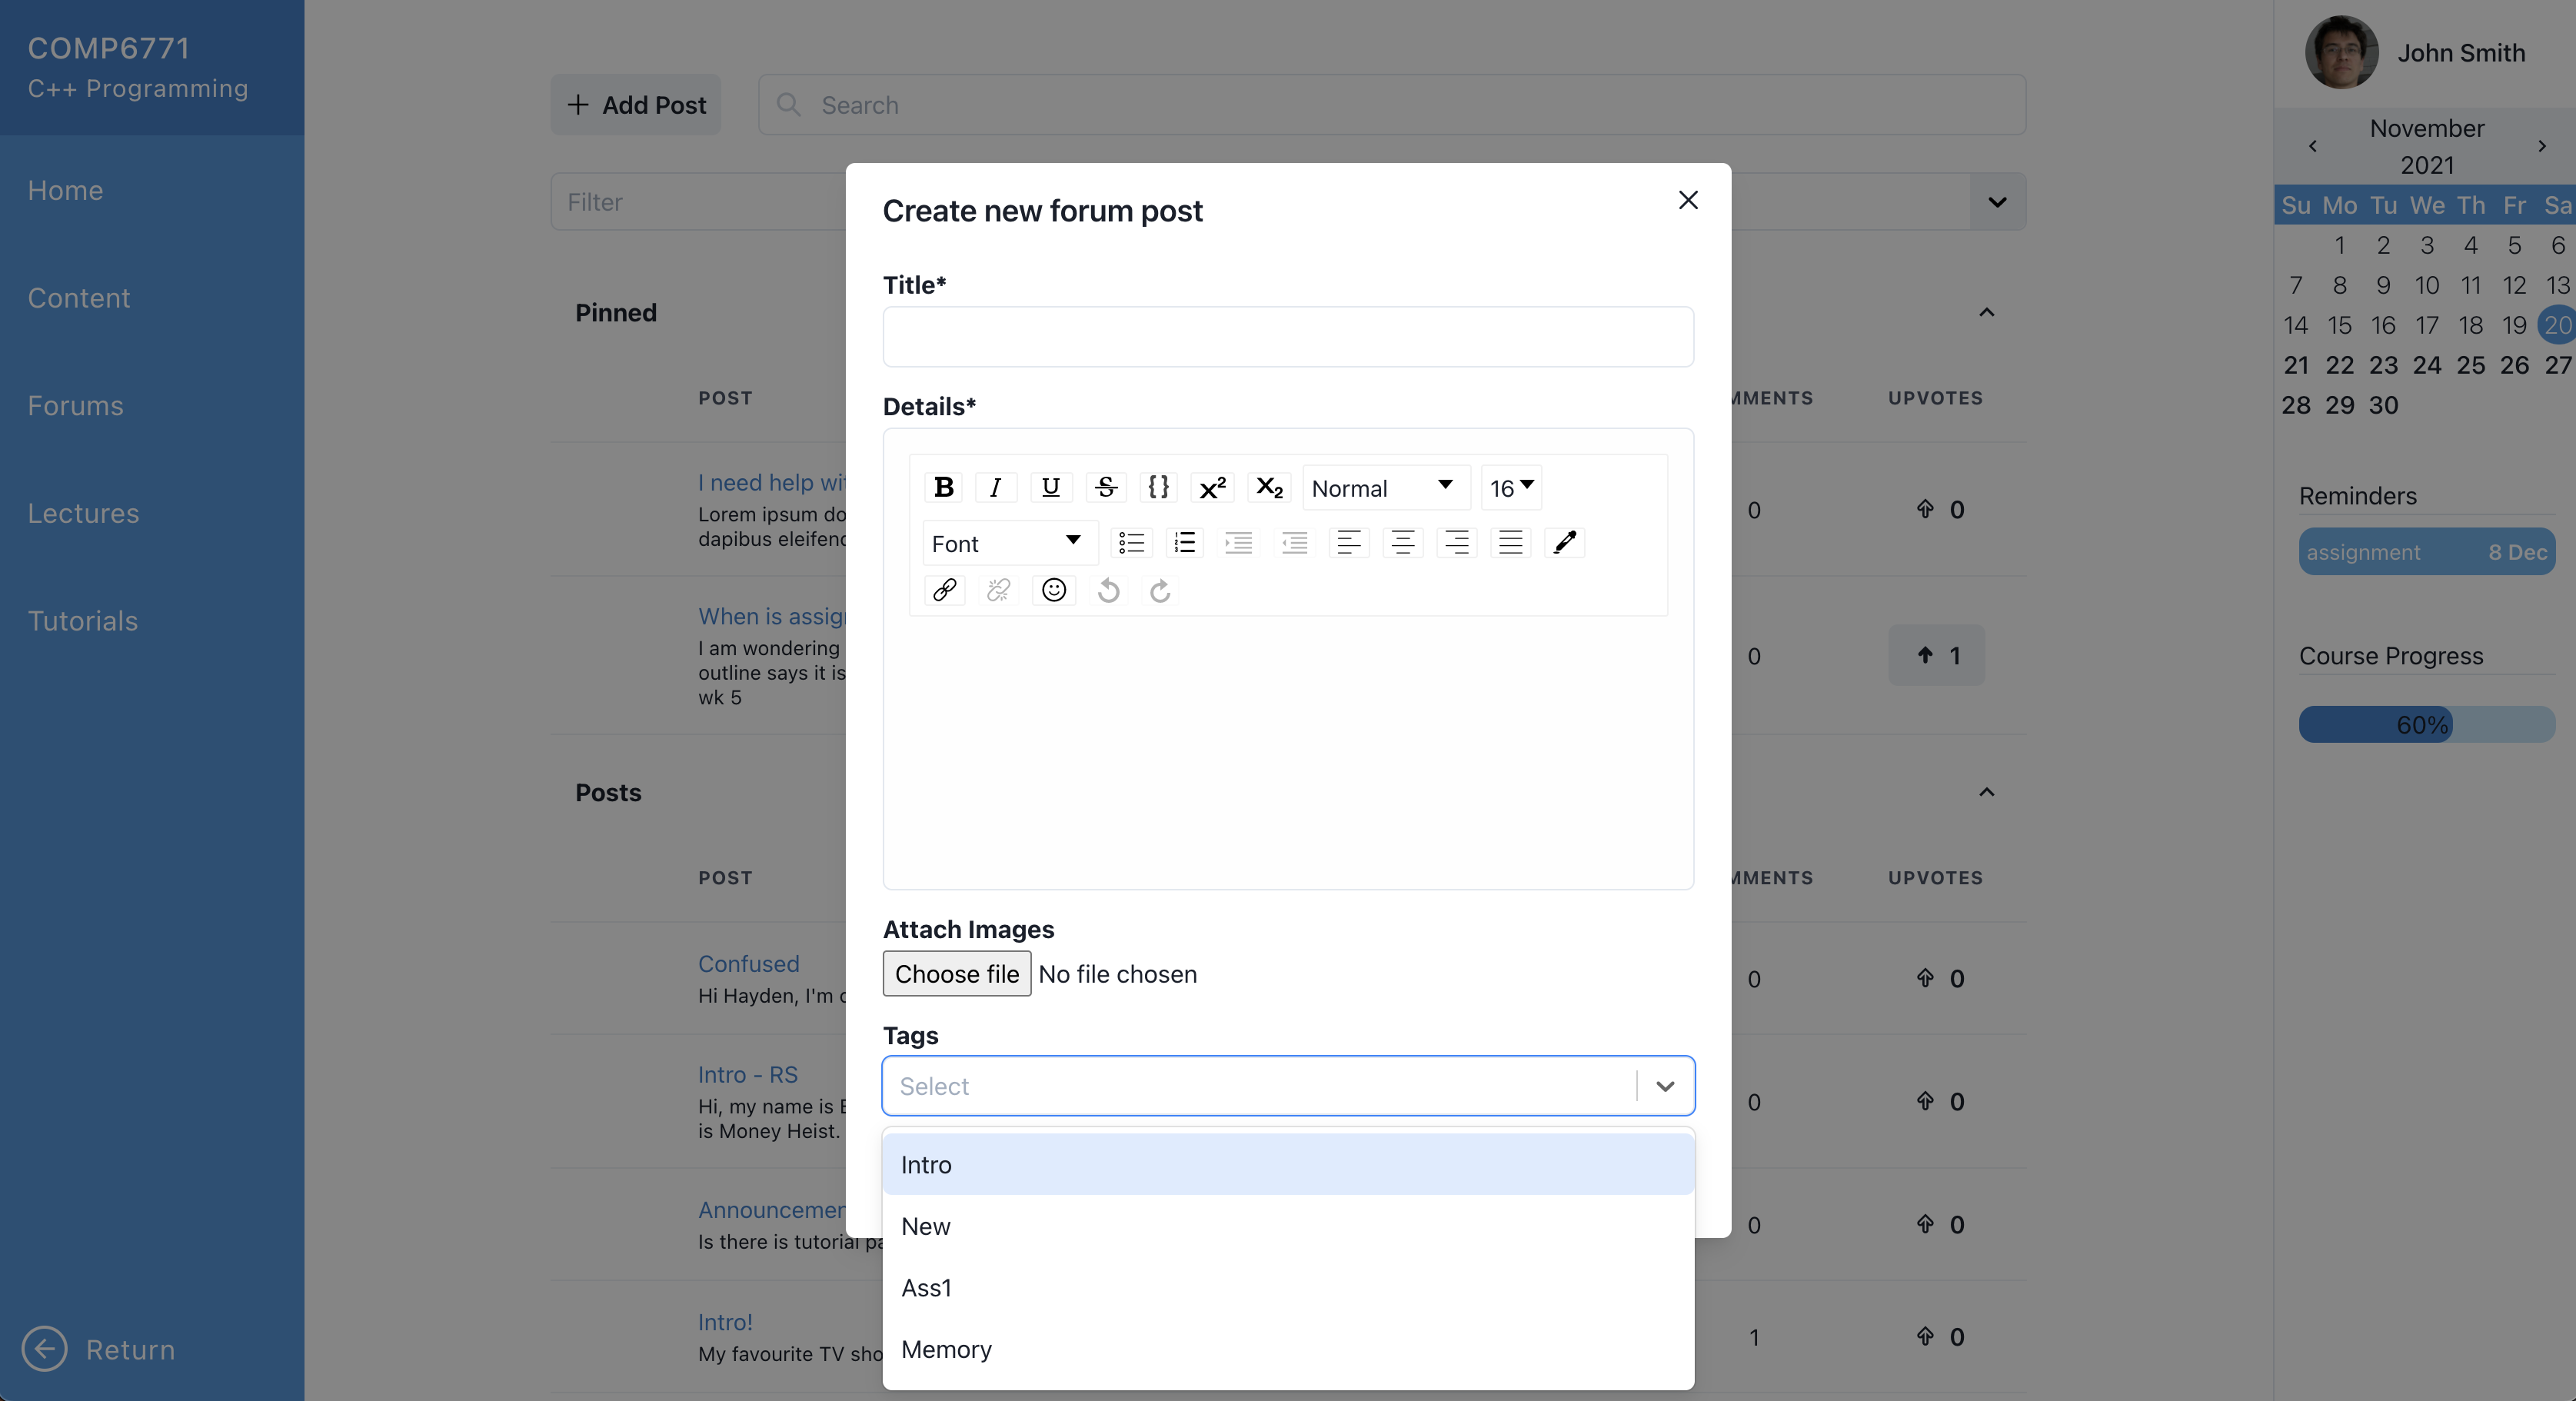 COMP6771
C++ Programming
Home
Content
Forums
Lectures
Tutorials
Return
Add Post
Search
Filter
Pinned
POST
MMENTS
UPVOTES
I need help wi
Lorem ipsum do
dapibus eleifend
0
0
When is assig
I am wondering
outline says it is
wk 5
0
1
Posts
POST
MMENTS
UPVOTES
Confused
Hi Hayden, I'm
0
0
Intro - RS
Hi, my name is
is Money Heist.
0
0
Announcemen
Is there is tutorial pa
0
0
Intro!
My favourite TV sho
1
0
Create new forum post
Title*
Details*
B I U S {} X² X₂ Normal 16
Font
Attach Images
Choose file No file chosen
Tags
Select
Intro
New
Ass1
Memory
John Smith
November
2021
Su Mo Tu We Th Fr Sa
1 2 3 4 5 6
7 8 9 10 11 12 13
14 15 16 17 18 19 20
21 22 23 24 25 26 27
28 29 30
Reminders
assignment 8 Dec
Course Progress
60%